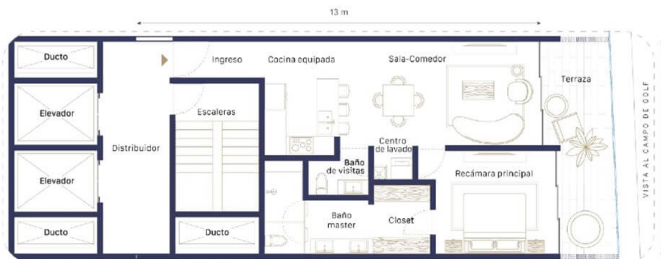 13 m
Ducto
Ingreso
Cocina equipada
Sala-Comedor
Terraza
Elevador
Escaleras
Distribuidor
Centro
de lavado
VISTA AL CAMPO DE GOLF
Elevador
Baño
de visitas
Recámara principal
Ducto
Ducto
Baño
master
Closet